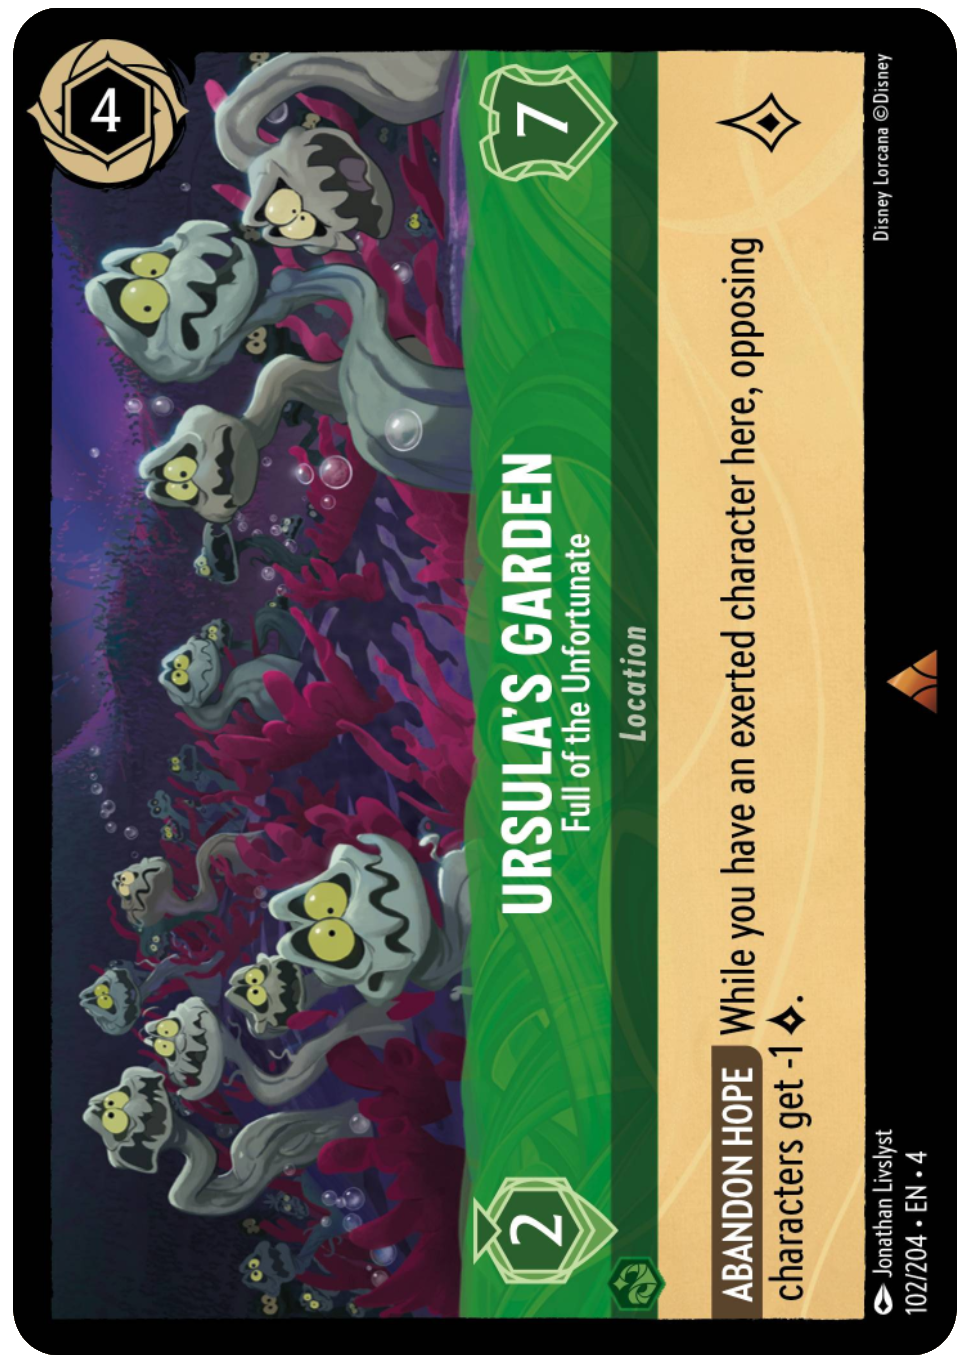 4
URSULA'S GARDEN
Full of the Unfortunate
2
7
Location
ABANDON HOPE While you have an exerted character here, opposing
characters get -1 .
Jonathan Livslyst
102/204 • EN • 4
Disney Lorcana ©Disney